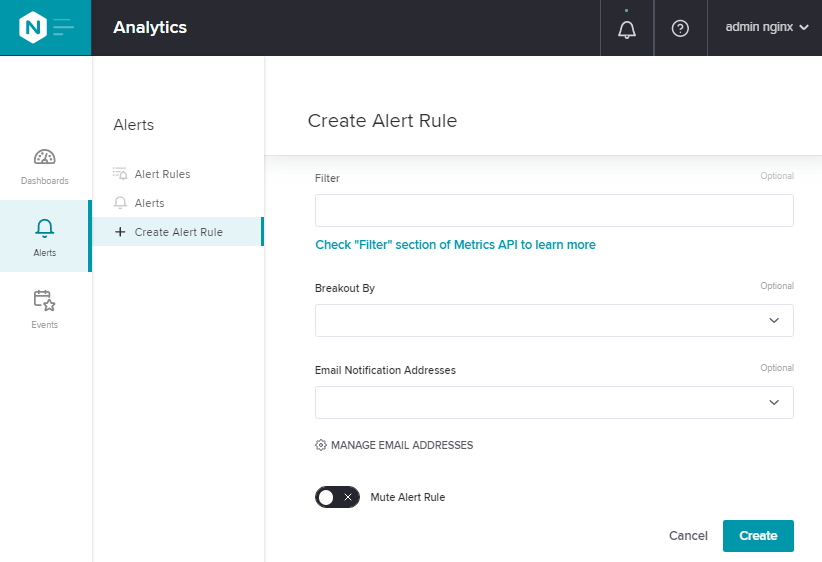 N
Analytics
admin nginx
Dashboards
Alerts
Events
Alerts
Alert Rules
Alerts
Create Alert Rule
Create Alert Rule
Filter
Optional
Check "Filter" section of Metrics API to learn more
Breakout By
Optional
Email Notification Addresses
Optional
MANAGE EMAIL ADDRESSES
Mute Alert Rule
Cancel
Create